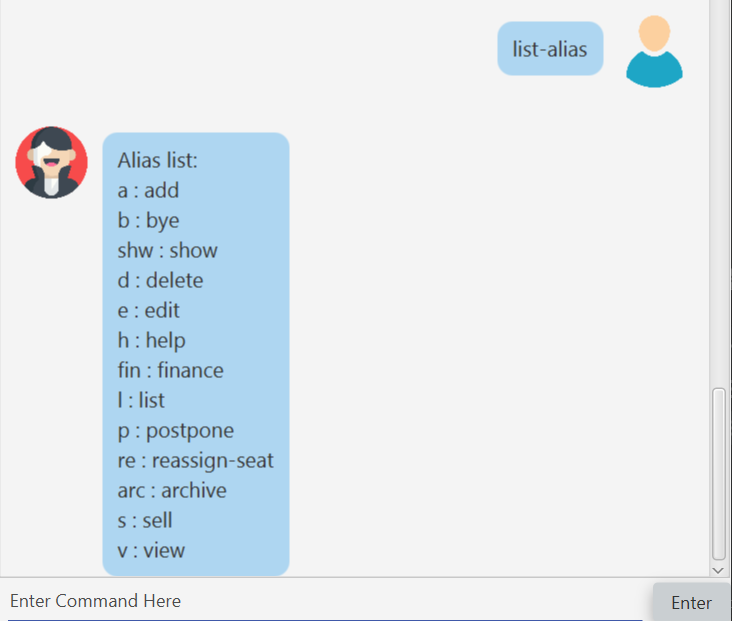 list-alias
Alias list:
a : add
b : bye
shw : show
d : delete
e : edit
h : help
fin : finance
l : list
p : postpone
re : reassign-seat
arc : archive
s : sell
v : view
Enter Command Here
Enter